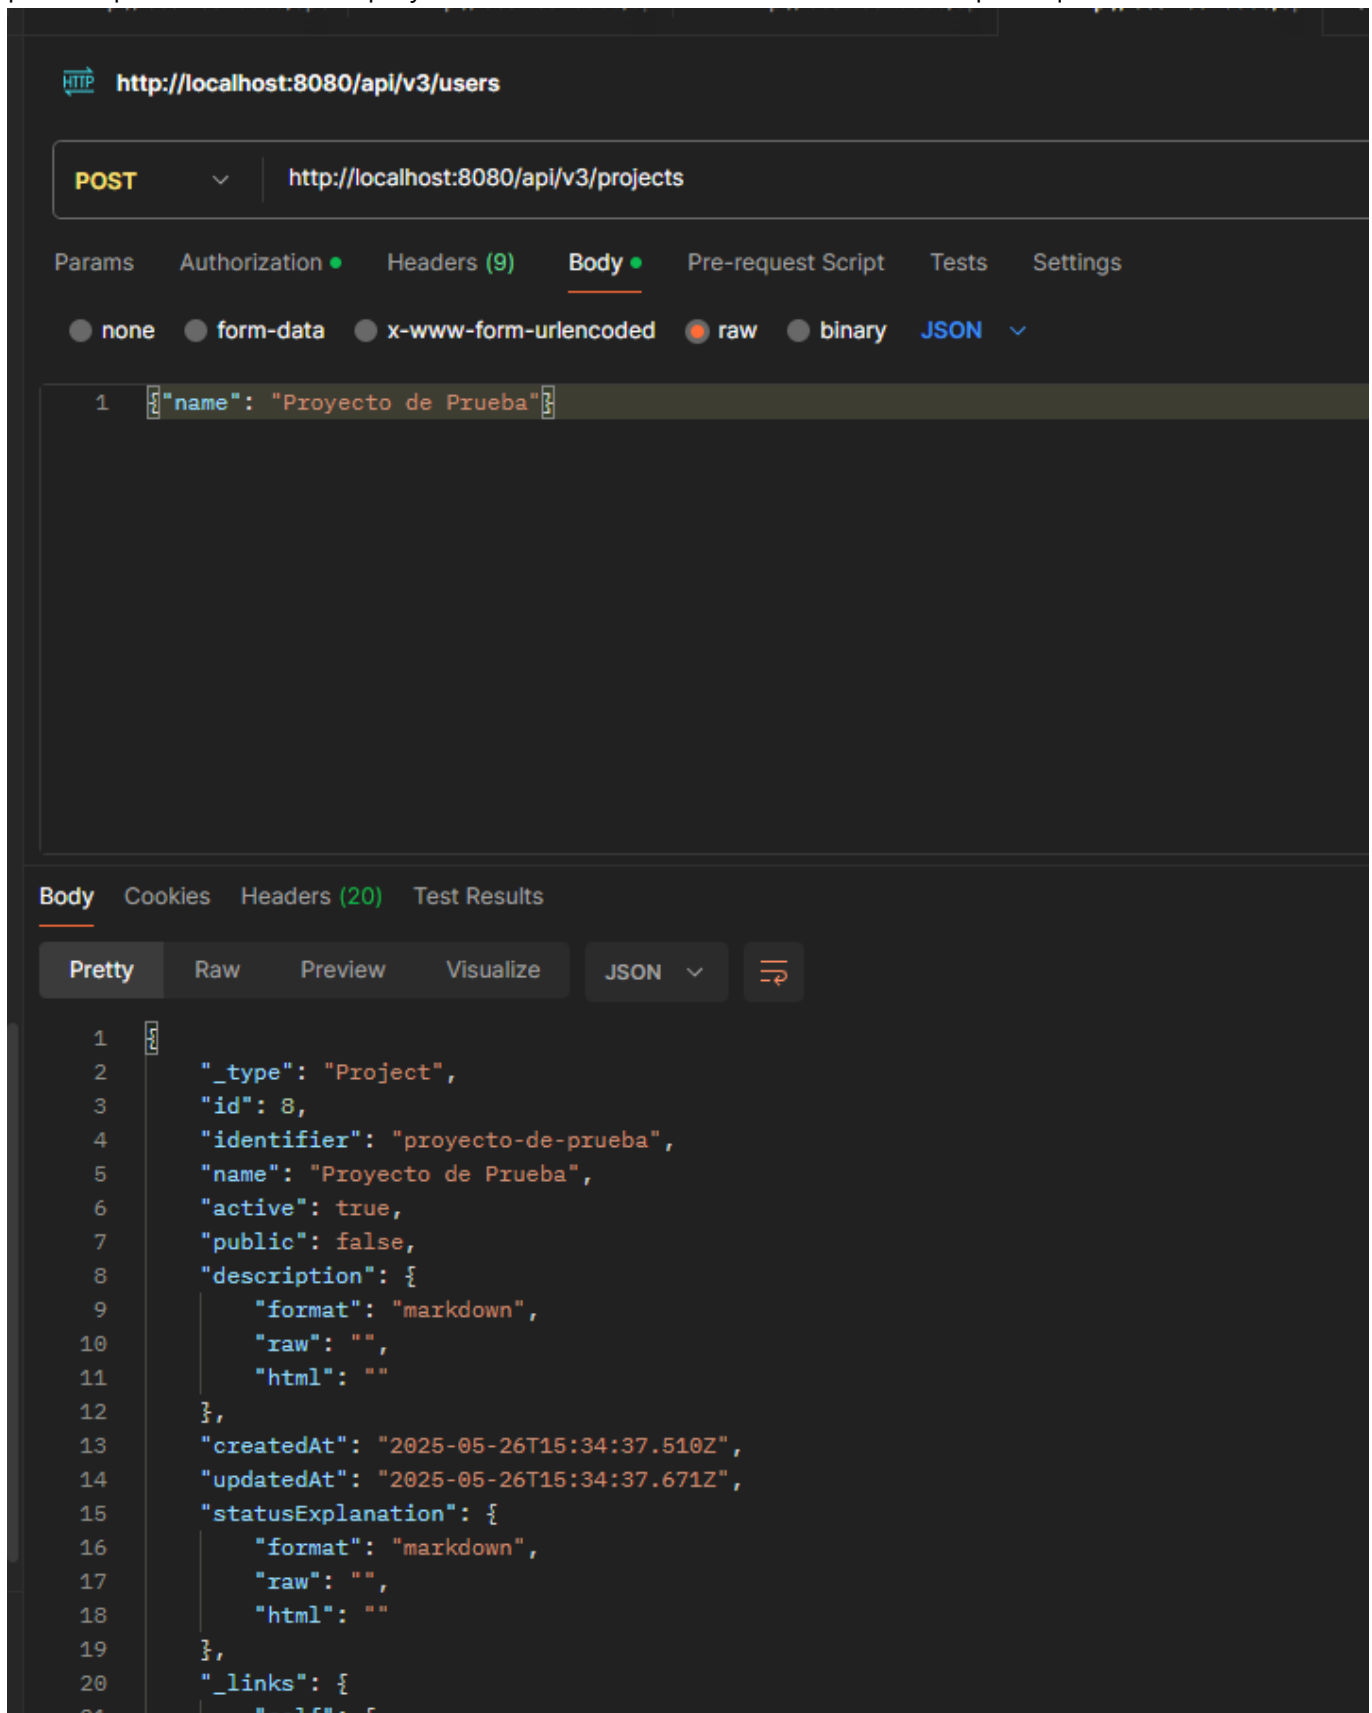 HTTP http://localhost:8080/api/v3/users
POST http://localhost:8080/api/v3/projects
Params Authorization Headers (9) Body Pre-request Script Tests Settings
none form-data x-www-form-urlencoded raw binary JSON
1 {"name": "Proyecto de Prueba"}
Body Cookies Headers (20) Test Results
Pretty Raw Preview Visualize JSON
1 {
2 "_type": "Project",
3 "id": 8,
4 "identifier": "proyecto-de-prueba",
5 "name": "Proyecto de Prueba",
6 "active": true,
7 "public": false,
8 "description": {
9 "format": "markdown",
10 "raw": "",
11 "html": ""
12 },
13 "createdAt": "2025-05-26T15:34:37.510Z",
14 "updatedAt": "2025-05-26T15:34:37.671Z",
15 "statusExplanation": {
16 "format": "markdown",
17 "raw": "",
18 "html": ""
19 },
20 "_links": {